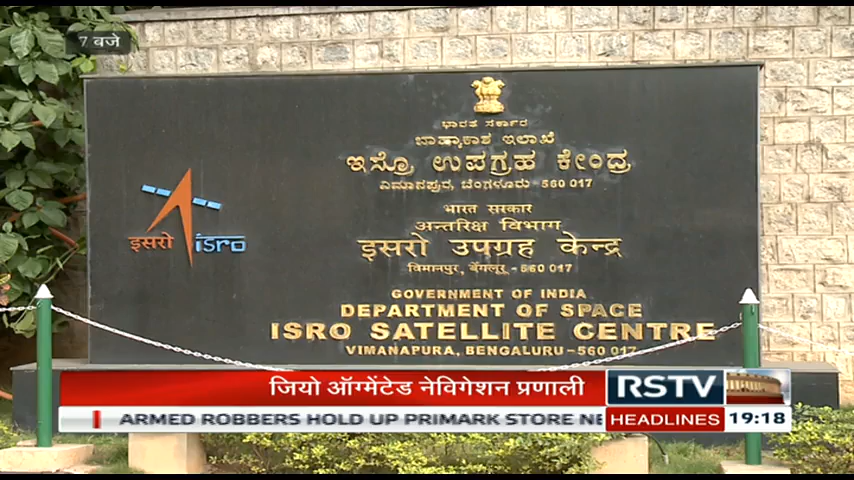 7 बजे
ಭಾರತ ಸರ್ಕಾರ
ಬಾಹ್ಯಾಕಾಶ ಇಲಾಖೆ
ಇಸ್ರೊ ಉಪಗ್ರಹ ಕೇಂದ್ರ
ವಿಮಾನಪುರ, ಬೆಂಗಳೂರು - 560 017
भारत सरकार
अन्तरिक्ष विभाग
इसरो उपग्रह केन्द्र
विमानपुर, बेंगलूर - 560 017
इसरो isro
GOVERNMENT OF INDIA
DEPARTMENT OF SPACE
ISRO SATELLITE CENTRE
VIMANAPURA, BENGALURU - 560 017
जियो ऑग्मेंटेड नेविगेशन प्रणाली
RSTV
ARMED ROBBERS HOLD UP PRIMARK STORE NE
HEADLINES 19:18